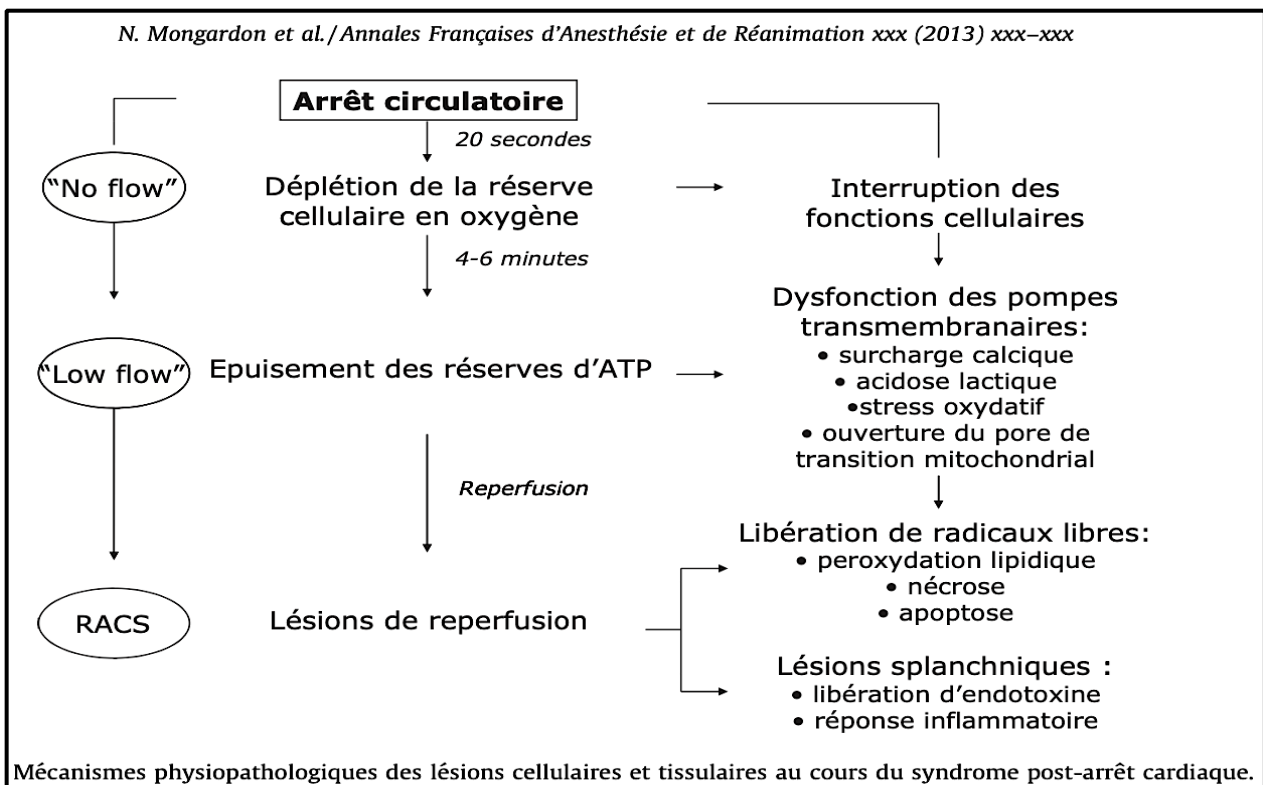 N. Mongardon et al./Annales Françaises d'Anesthésie et de Réanimation xxx (2013) xxx–xxx
Arrêt circulatoire
20 secondes
"No flow"
Déplétion de la réserve
cellulaire en oxygène
Interruption des
fonctions cellulaires
4-6 minutes
Dysfonction des pompes
transmembranaires:
• surcharge calcique
• acidose lactique
•stress oxydatif
• ouverture du pore de
transition mitochondrial
"Low flow"
Epuisement des réserves d'ATP
Reperfusion
Libération de radicaux libres:
• peroxydation lipidique
• nécrose
• apoptose
RACS
Lésions de reperfusion
Lésions splanchniques :
• libération d'endotoxine
• réponse inflammatoire
Mécanismes physiopathologiques des lésions cellulaires et tissulaires au cours du syndrome post-arrêt cardiaque.